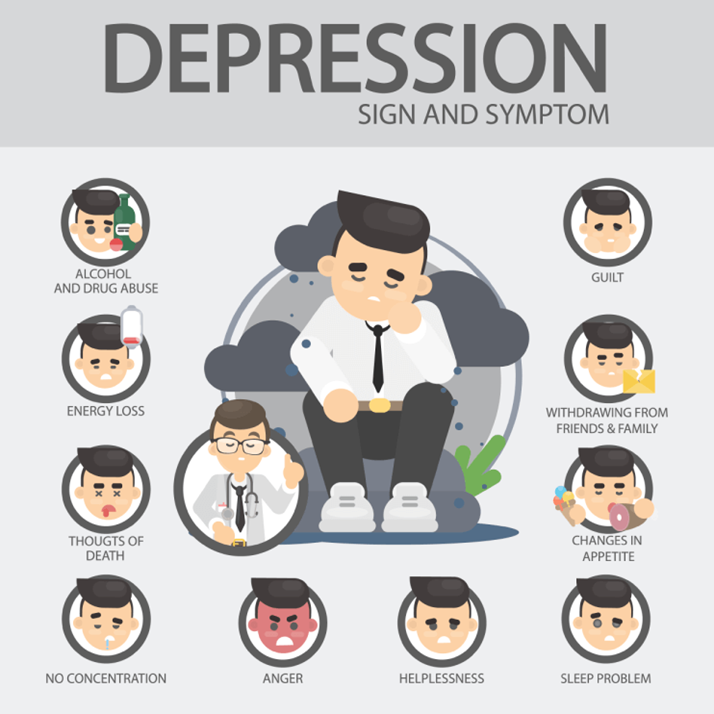 DEPRESSION
SIGN AND SYMPTOM
ALCOHOL
AND DRUG ABUSE
GUILT
ENERGY LOSS
WITHDRAWING FROM
FRIENDS & FAMILY
THOUGTS OF
DEATH
CHANGES IN
APPETITE
NO CONCENTRATION
ANGER
HELPLESSNESS
SLEEP PROBLEM